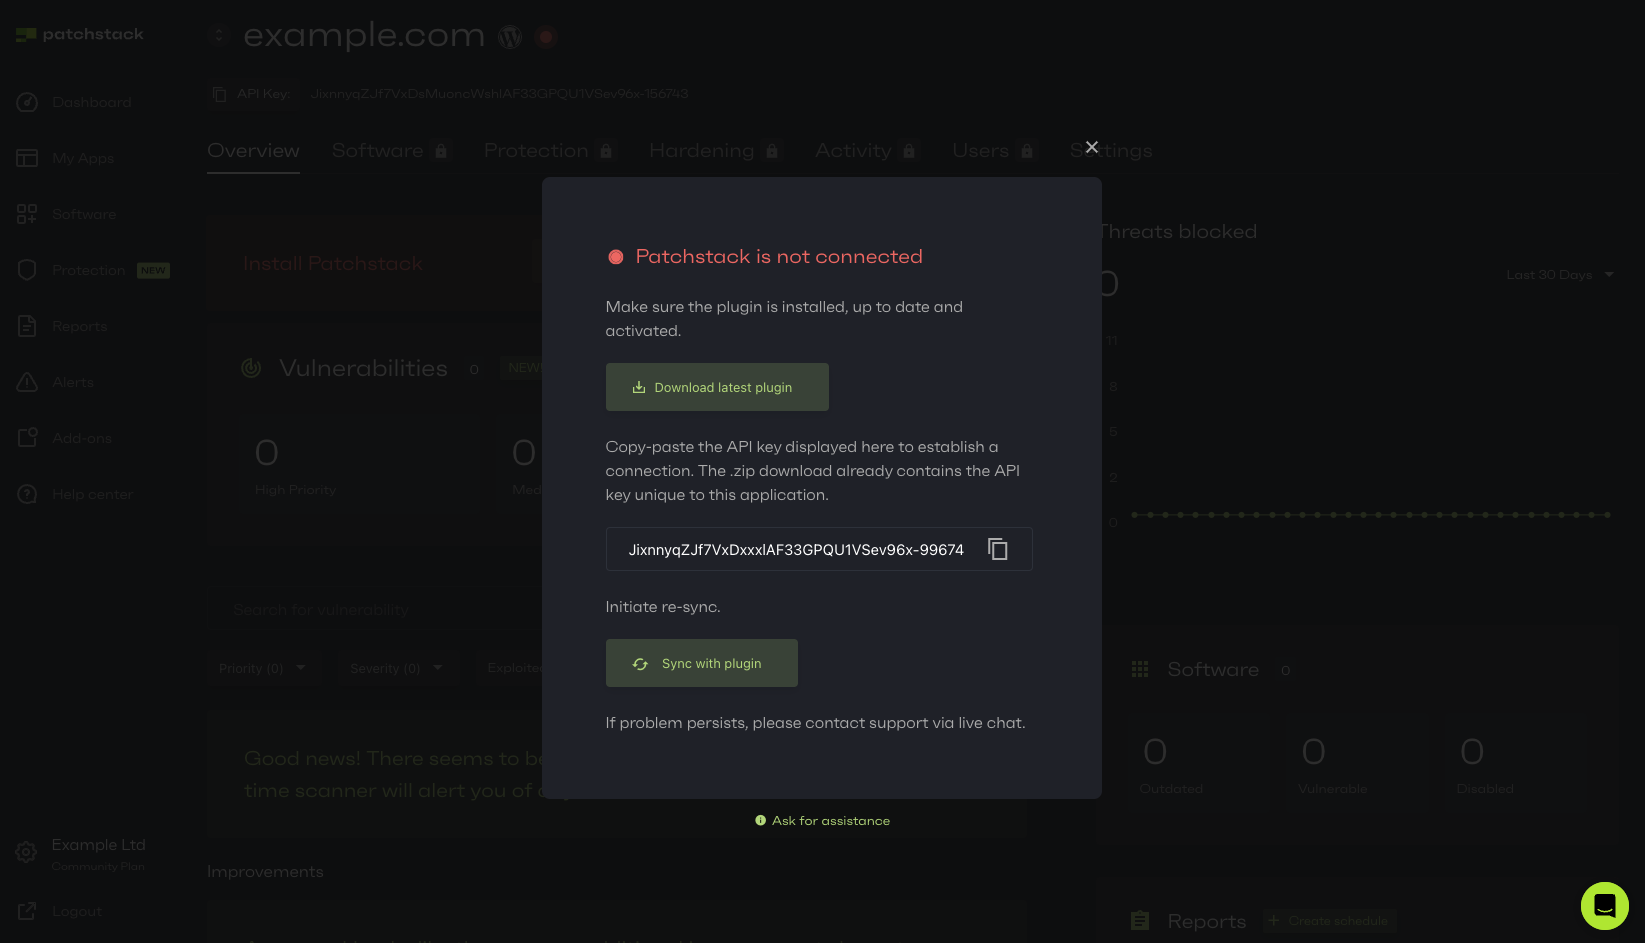 patchstack
example.com
API Key:
JixnnyqZJf7VxDsMuoncWshlAF33GPQU1VSev96x-156743
Dashboard
My Apps
Software
Protection NEW
Reports
Alerts
Add-ons
Help center
Example Ltd
Community Plan
Logout
Overview Software Protection Hardening Activity Users Settings
Install Patchstack
Vulnerabilities 0 NEW
0
High Priority
0
Med
Search for vulnerability
Priority (0) Severity (0) Exploited
Good news! There seems to be
time scanner will alert you of
Improvements
Patchstack is not connected
Make sure the plugin is installed, up to date and
activated.
Download latest plugin
Copy-paste the API key displayed here to establish a
connection. The .zip download already contains the API
key unique to this application.
JixnnyqZJf7VxDxxxlAF33GPQU1VSev96x-99674
Initiate re-sync.
Sync with plugin
If problem persists, please contact support via live chat.
Ask for assistance
Threats blocked
0
Last 30 Days
11
8
5
2
0
Software 0
0
Outdated
0
Vulnerable
0
Disabled
Reports
Create schedule